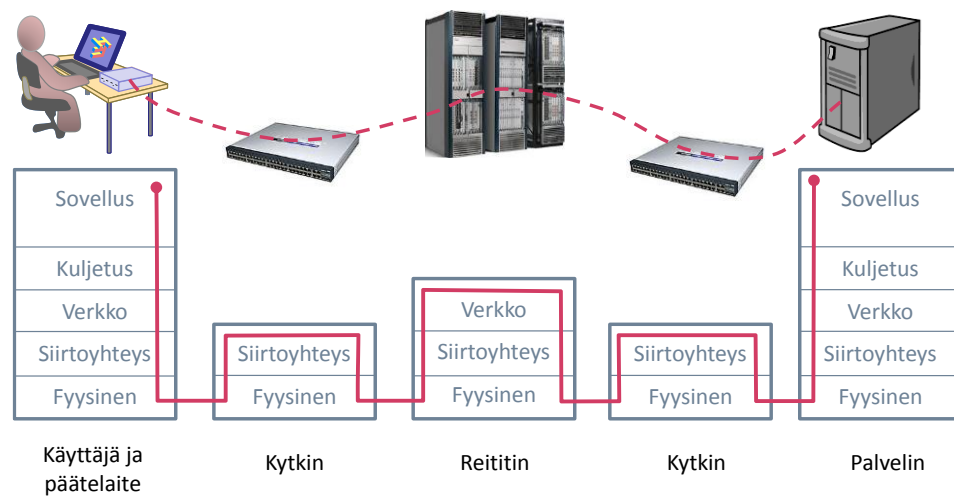 Sovellus
Kuljetus
Verkko
Siirtoyhteys
Fyysinen
Käyttäjä ja
päätelaite
Siirtoyhteys
Fyysinen
Kytkin
Verkko
Siirtoyhteys
Fyysinen
Reititin
Siirtoyhteys
Fyysinen
Kytkin
Sovellus
Kuljetus
Verkko
Siirtoyhteys
Fyysinen
Palvelin